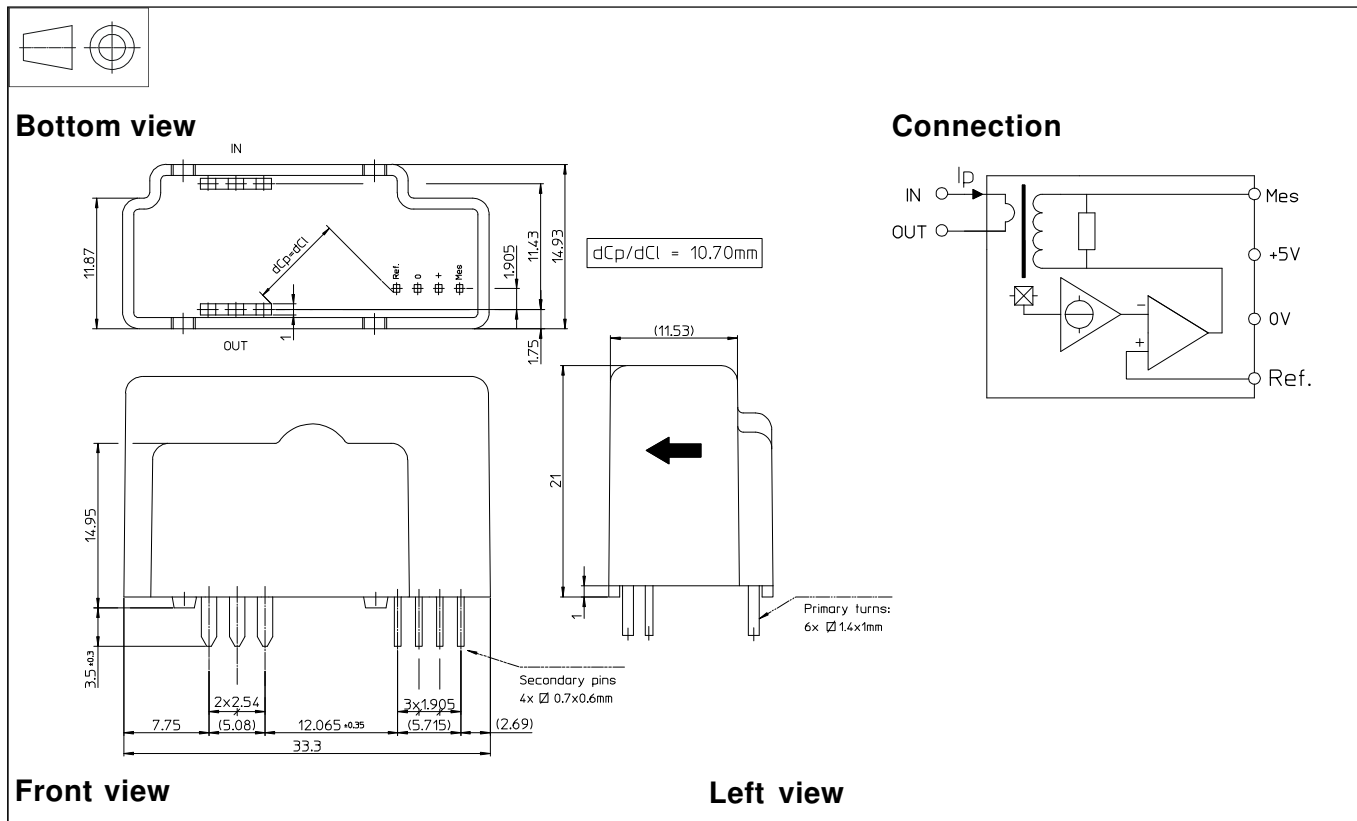 Bottom view
Connection
IN
11.87
dCp=dCl
Ref.
0
+
Mes
1.905
11.43
14.93
1
1.75
OUT
dCp/dCl = 10.70mm
IN
Ip
OUT
Mes
+5V
0V
Ref.
−
+
14.95
3.5 ±0.3
2x2.54
3x1.905
7.75
(5.08)
12.065 ±0.35
(5.715)
(2.69)
33.3
Secondary pins
4x ⌀ 0.7x0.6mm
(11.53)
21
1
Primary turns:
6x ⌀ 1.4x1mm
Front view
Left view